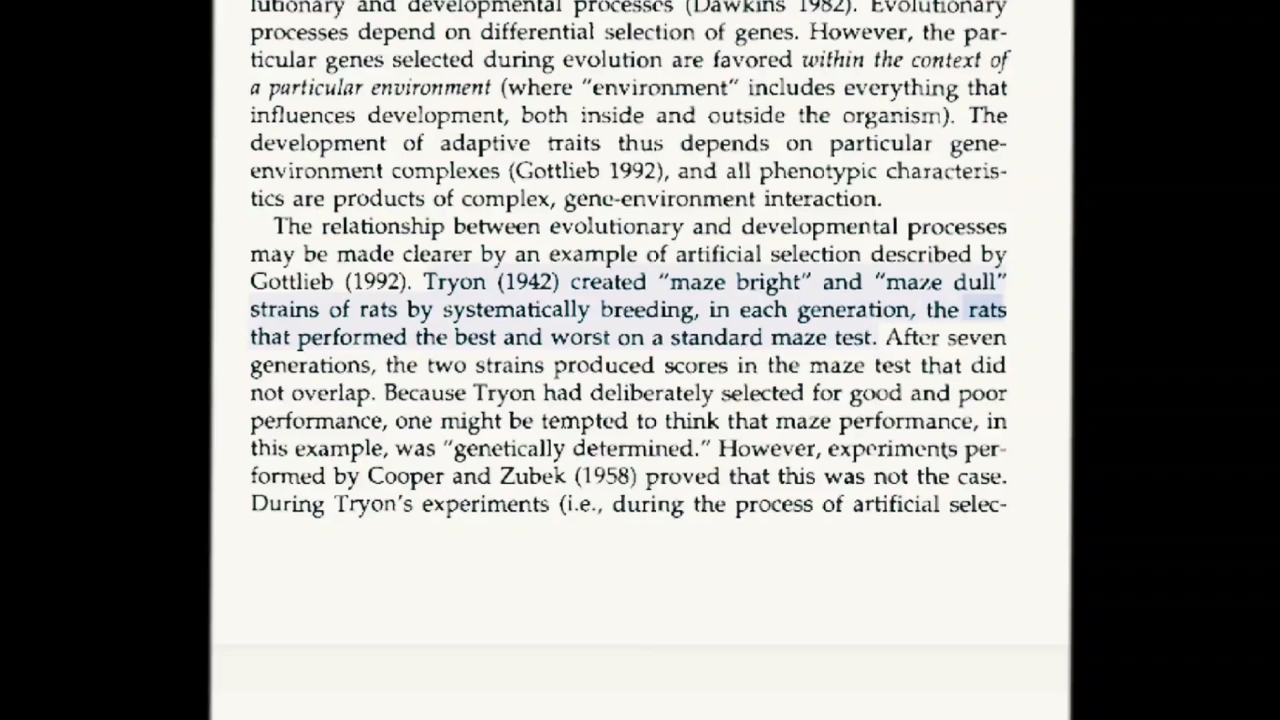 lutionary and developmental processes (Dawkins 1982). Evolutionary
processes depend on differential selection of genes. However, the par-
ticular genes selected during evolution are favored within the context of
a particular environment (where "environment" includes everything that
influences development, both inside and outside the organism). The
development of adaptive traits thus depends on particular gene-
environment complexes (Gottlieb 1992), and all phenotypic characteris-
tics are products of complex, gene-environment interaction.
The relationship between evolutionary and developmental processes
may be made clearer by an example of artificial selection described by
Gottlieb (1992). Tryon (1942) created "maze bright" and "maze dull"
strains of rats by systematically breeding, in each generation, the rats
that performed the best and worst on a standard maze test. After seven
generations, the two strains produced scores in the maze test that did
not overlap. Because Tryon had deliberately selected for good and poor
performance, one might be tempted to think that maze performance, in
this example, was "genetically determined." However, experiments per-
formed by Cooper and Zubek (1958) proved that this was not the case.
During Tryon's experiments (i.e., during the process of artificial selec-